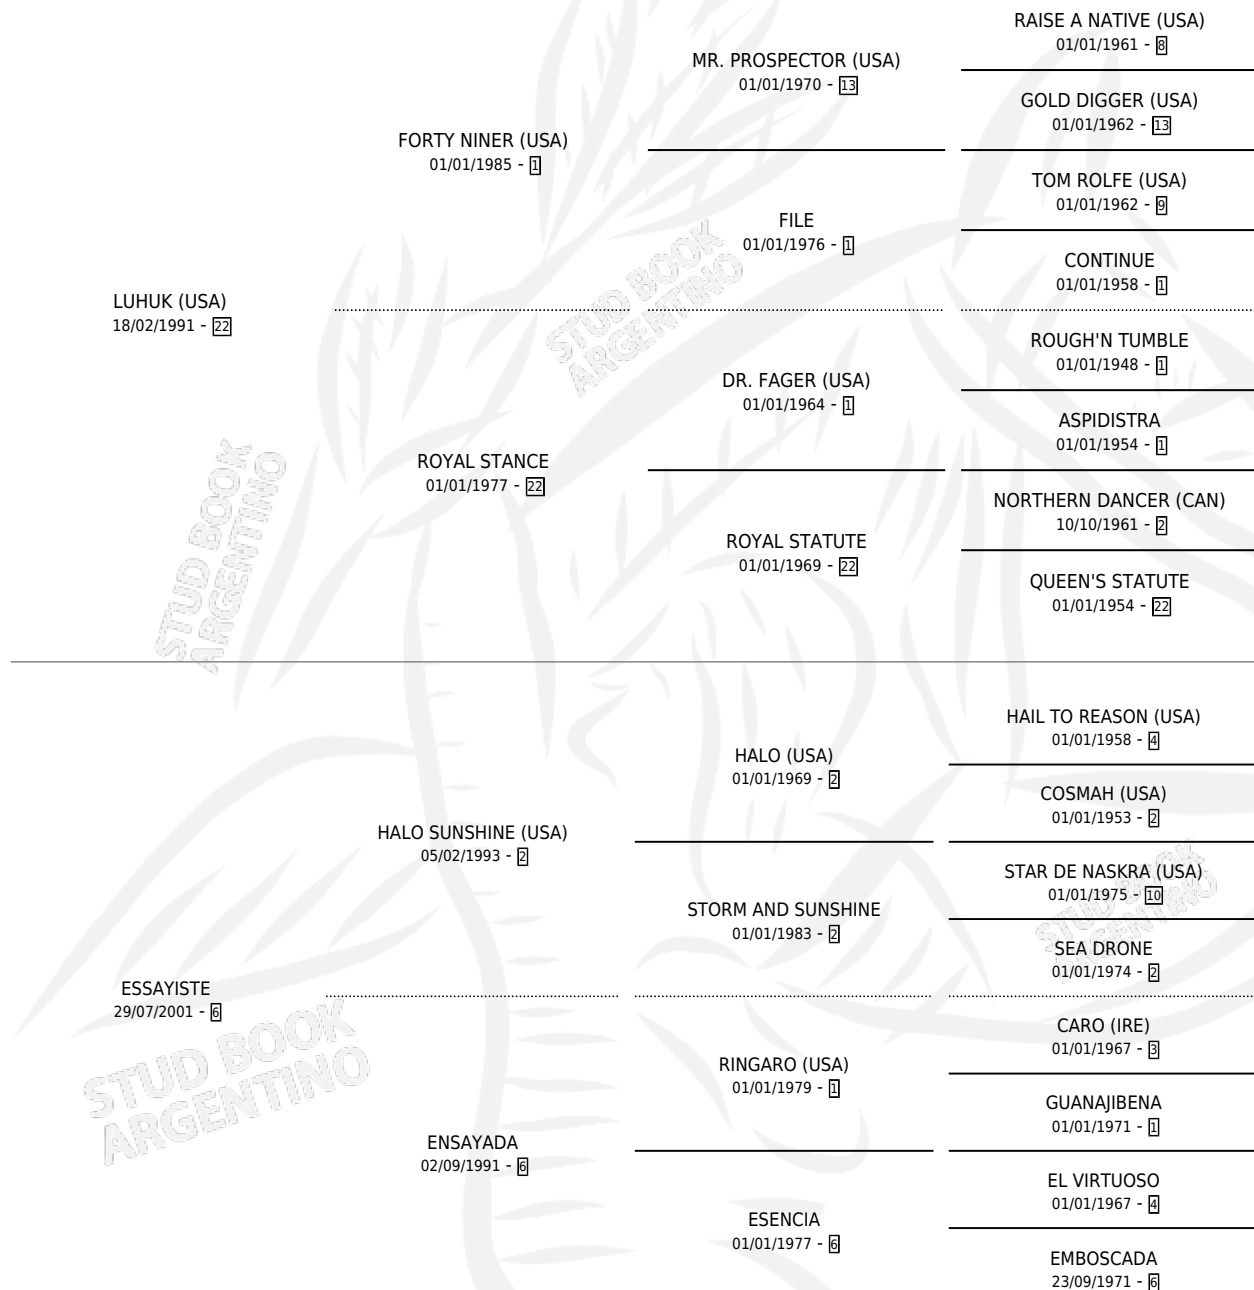 RAISE A NATIVE (USA)
01/01/1961 - 8
MR. PROSPECTOR (USA)
01/01/1970 - 13
GOLD DIGGER (USA)
01/01/1962 - 13
FORTY NINER (USA)
01/01/1985 - 1
TOM ROLFE (USA)
01/01/1962 - 9
FILE
01/01/1976 - 1
CONTINUE
01/01/1958 - 1
LUHUK (USA)
18/02/1991 - 22
ROUGH'N TUMBLE
01/01/1948 - 1
DR. FAGER (USA)
01/01/1964 - 1
ASPIDISTRA
01/01/1954 - 1
ROYAL STANCE
01/01/1977 - 22
NORTHERN DANCER (CAN)
10/10/1961 - 2
ROYAL STATUTE
01/01/1969 - 22
QUEEN'S STATUTE
01/01/1954 - 22
HAIL TO REASON (USA)
01/01/1958 - 4
HALO (USA)
01/01/1969 - 2
COSMAH (USA)
01/01/1953 - 2
HALO SUNSHINE (USA)
05/02/1993 - 2
STAR DE NASKRA (USA)
01/01/1975 - 10
STORM AND SUNSHINE
01/01/1983 - 2
SEA DRONE
01/01/1974 - 2
ESSAYISTE
29/07/2001 - 6
CARO (IRE)
01/01/1967 - 3
RINGARO (USA)
01/01/1979 - 1
GUANAJIBENA
01/01/1971 - 1
ENSAYADA
02/09/1991 - 6
EL VIRTUOSO
01/01/1967 - 4
ESENCIA
01/01/1977 - 6
EMBOSCADA
23/09/1971 - 6
STUD BOOK
ARGENTINO
STUD BOOK
ARGENTINO
STUD BOOK
ARGENTINO
STUD BOOK
ARGENTINO